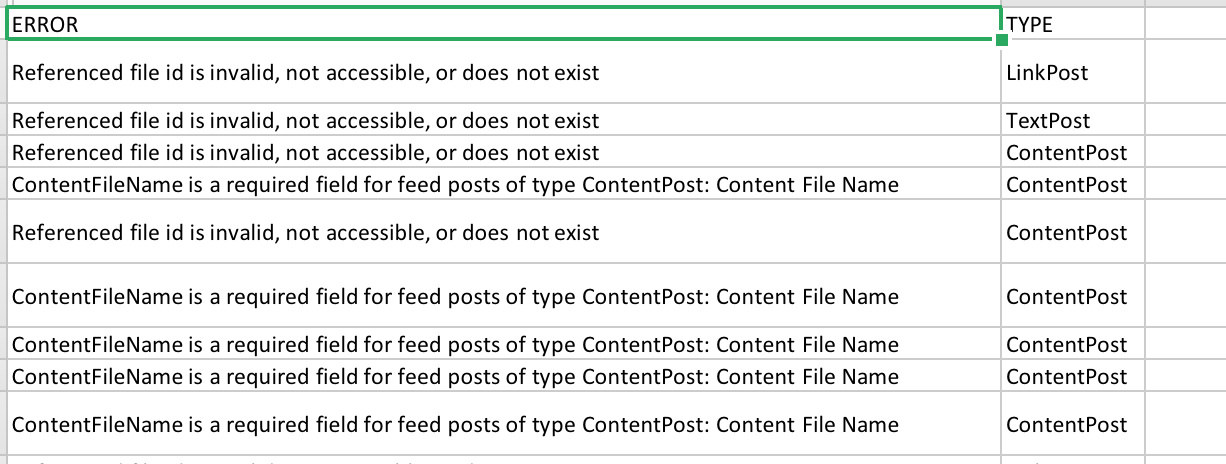 ERROR TYPE
Referenced file id is invalid, not accessible, or does not exist LinkPost
Referenced file id is invalid, not accessible, or does not exist TextPost
Referenced file id is invalid, not accessible, or does not exist ContentPost
ContentFileName is a required field for feed posts of type ContentPost: Content File Name ContentPost
Referenced file id is invalid, not accessible, or does not exist ContentPost
ContentFileName is a required field for feed posts of type ContentPost: Content File Name ContentPost
ContentFileName is a required field for feed posts of type ContentPost: Content File Name ContentPost
ContentFileName is a required field for feed posts of type ContentPost: Content File Name ContentPost
ContentFileName is a required field for feed posts of type ContentPost: Content File Name ContentPost